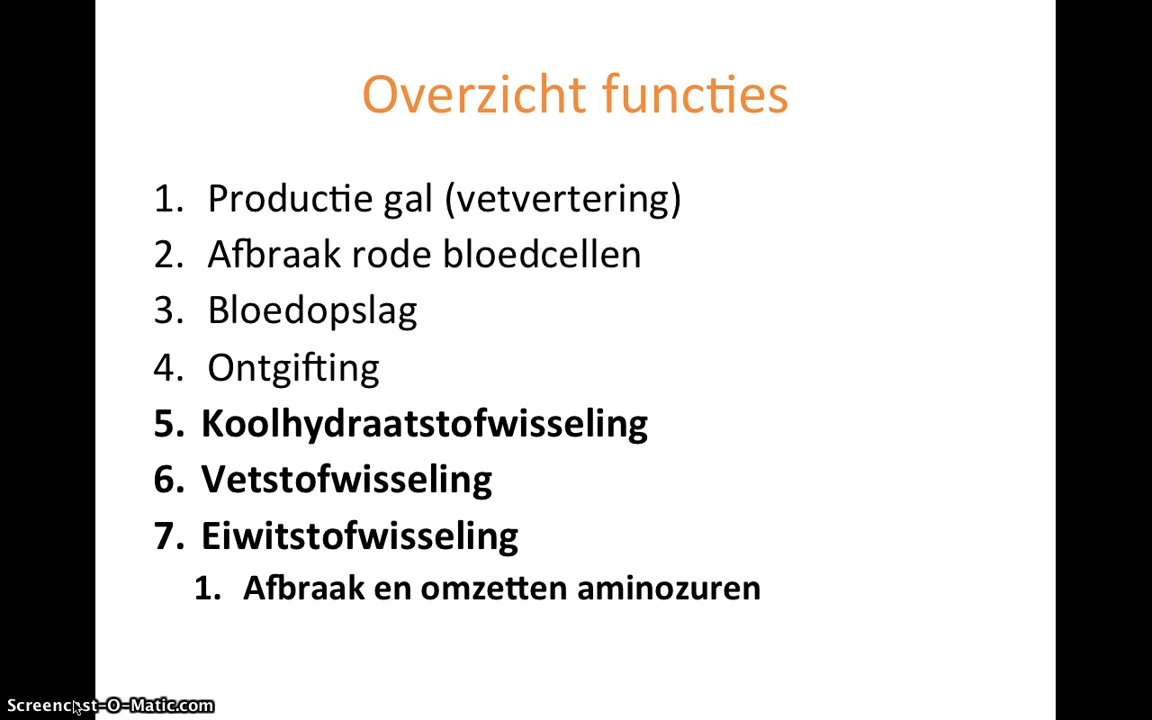 Overzicht functies
1. Productie gal (vetvertering)
2. Afbraak rode bloedcellen
3. Bloedopslag
4. Ontgifting
5. Koolhydraatstofwisseling
6. Vetstofwisseling
7. Eiwitstofwisseling
1. Afbraak en omzetten aminozuren
Screencast-O-Matic.com